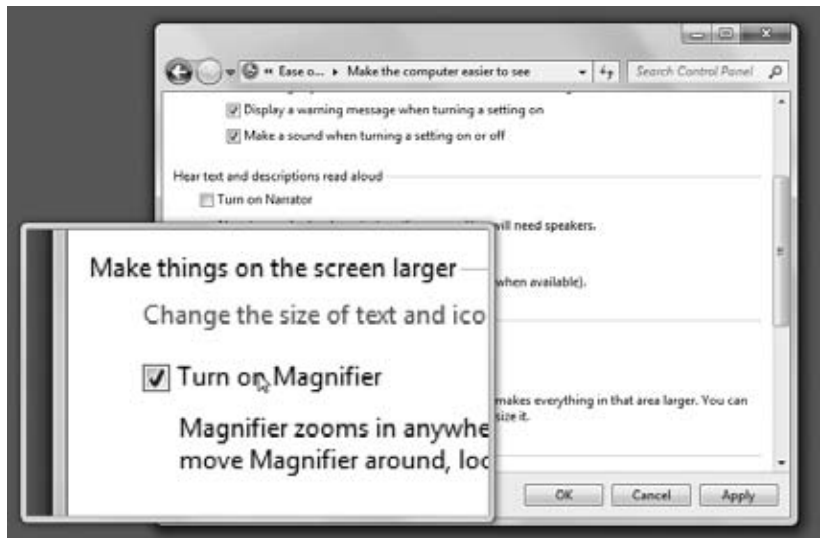 « Ease o... ▸ Make the computer easier to see
Search Control Panel
Display a warning message when turning a setting on
Make a sound when turning a setting on or off
Hear text and descriptions read aloud
Turn on Narrator
will need speakers.
when available).
Make things on the screen larger
Change the size of text and ico
Turn on Magnifier
Magnifier zooms in anywhe
move Magnifier around, loc
makes everything in that area larger. You can
size it.
OK Cancel Apply